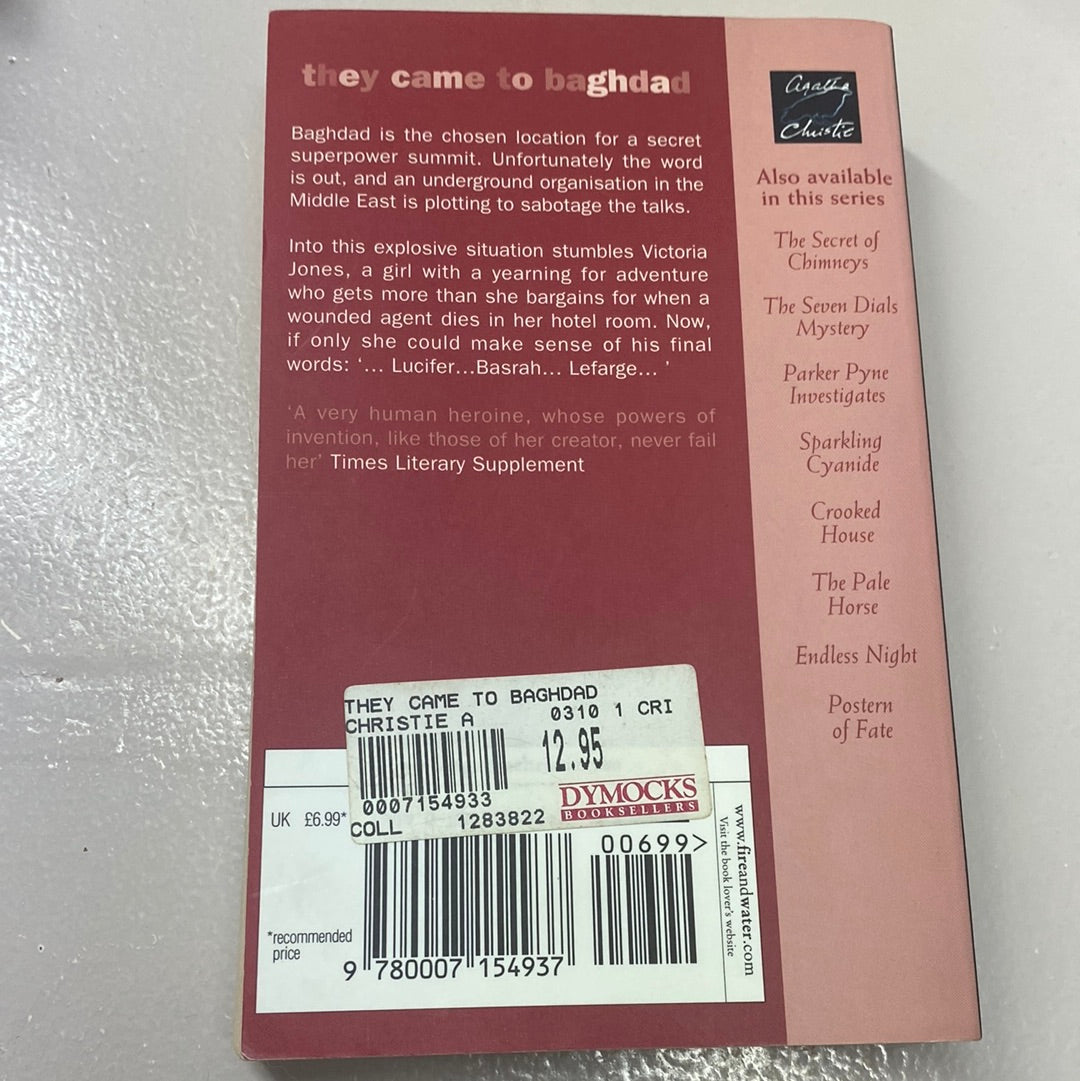 they came to baghdad
Baghdad is the chosen location for a secret
superpower summit. Unfortunately the word
is out, and an underground organisation in the
Middle East is plotting to sabotage the talks.
Into this explosive situation stumbles Victoria
Jones, a girl with a yearning for adventure
who gets more than she bargains for when a
wounded agent dies in her hotel room. Now,
if only she could make sense of his final
words: ‘... Lucifer...Basrah... Lefarge... ’
‘A very human heroine, whose powers of
invention, like those of her creator, never fail
her’ Times Literary Supplement
Agatha
Christie
Also available
in this series
The Secret of
Chimneys
The Seven Dials
Mystery
Parker Pyne
Investigates
Sparkling
Cyanide
Crooked
House
The Pale
Horse
Endless Night
Postern
of Fate
THEY CAME TO BAGHDAD
CHRISTIE A 0310 1 CRI
12.95
0007154933
DYMOCKS
BOOKSELLERS
COLL 1283822
UK £6.99*
*recommended
price
00699>
9 780007 154937
www.fireandwater.com
Visit the book lover's website